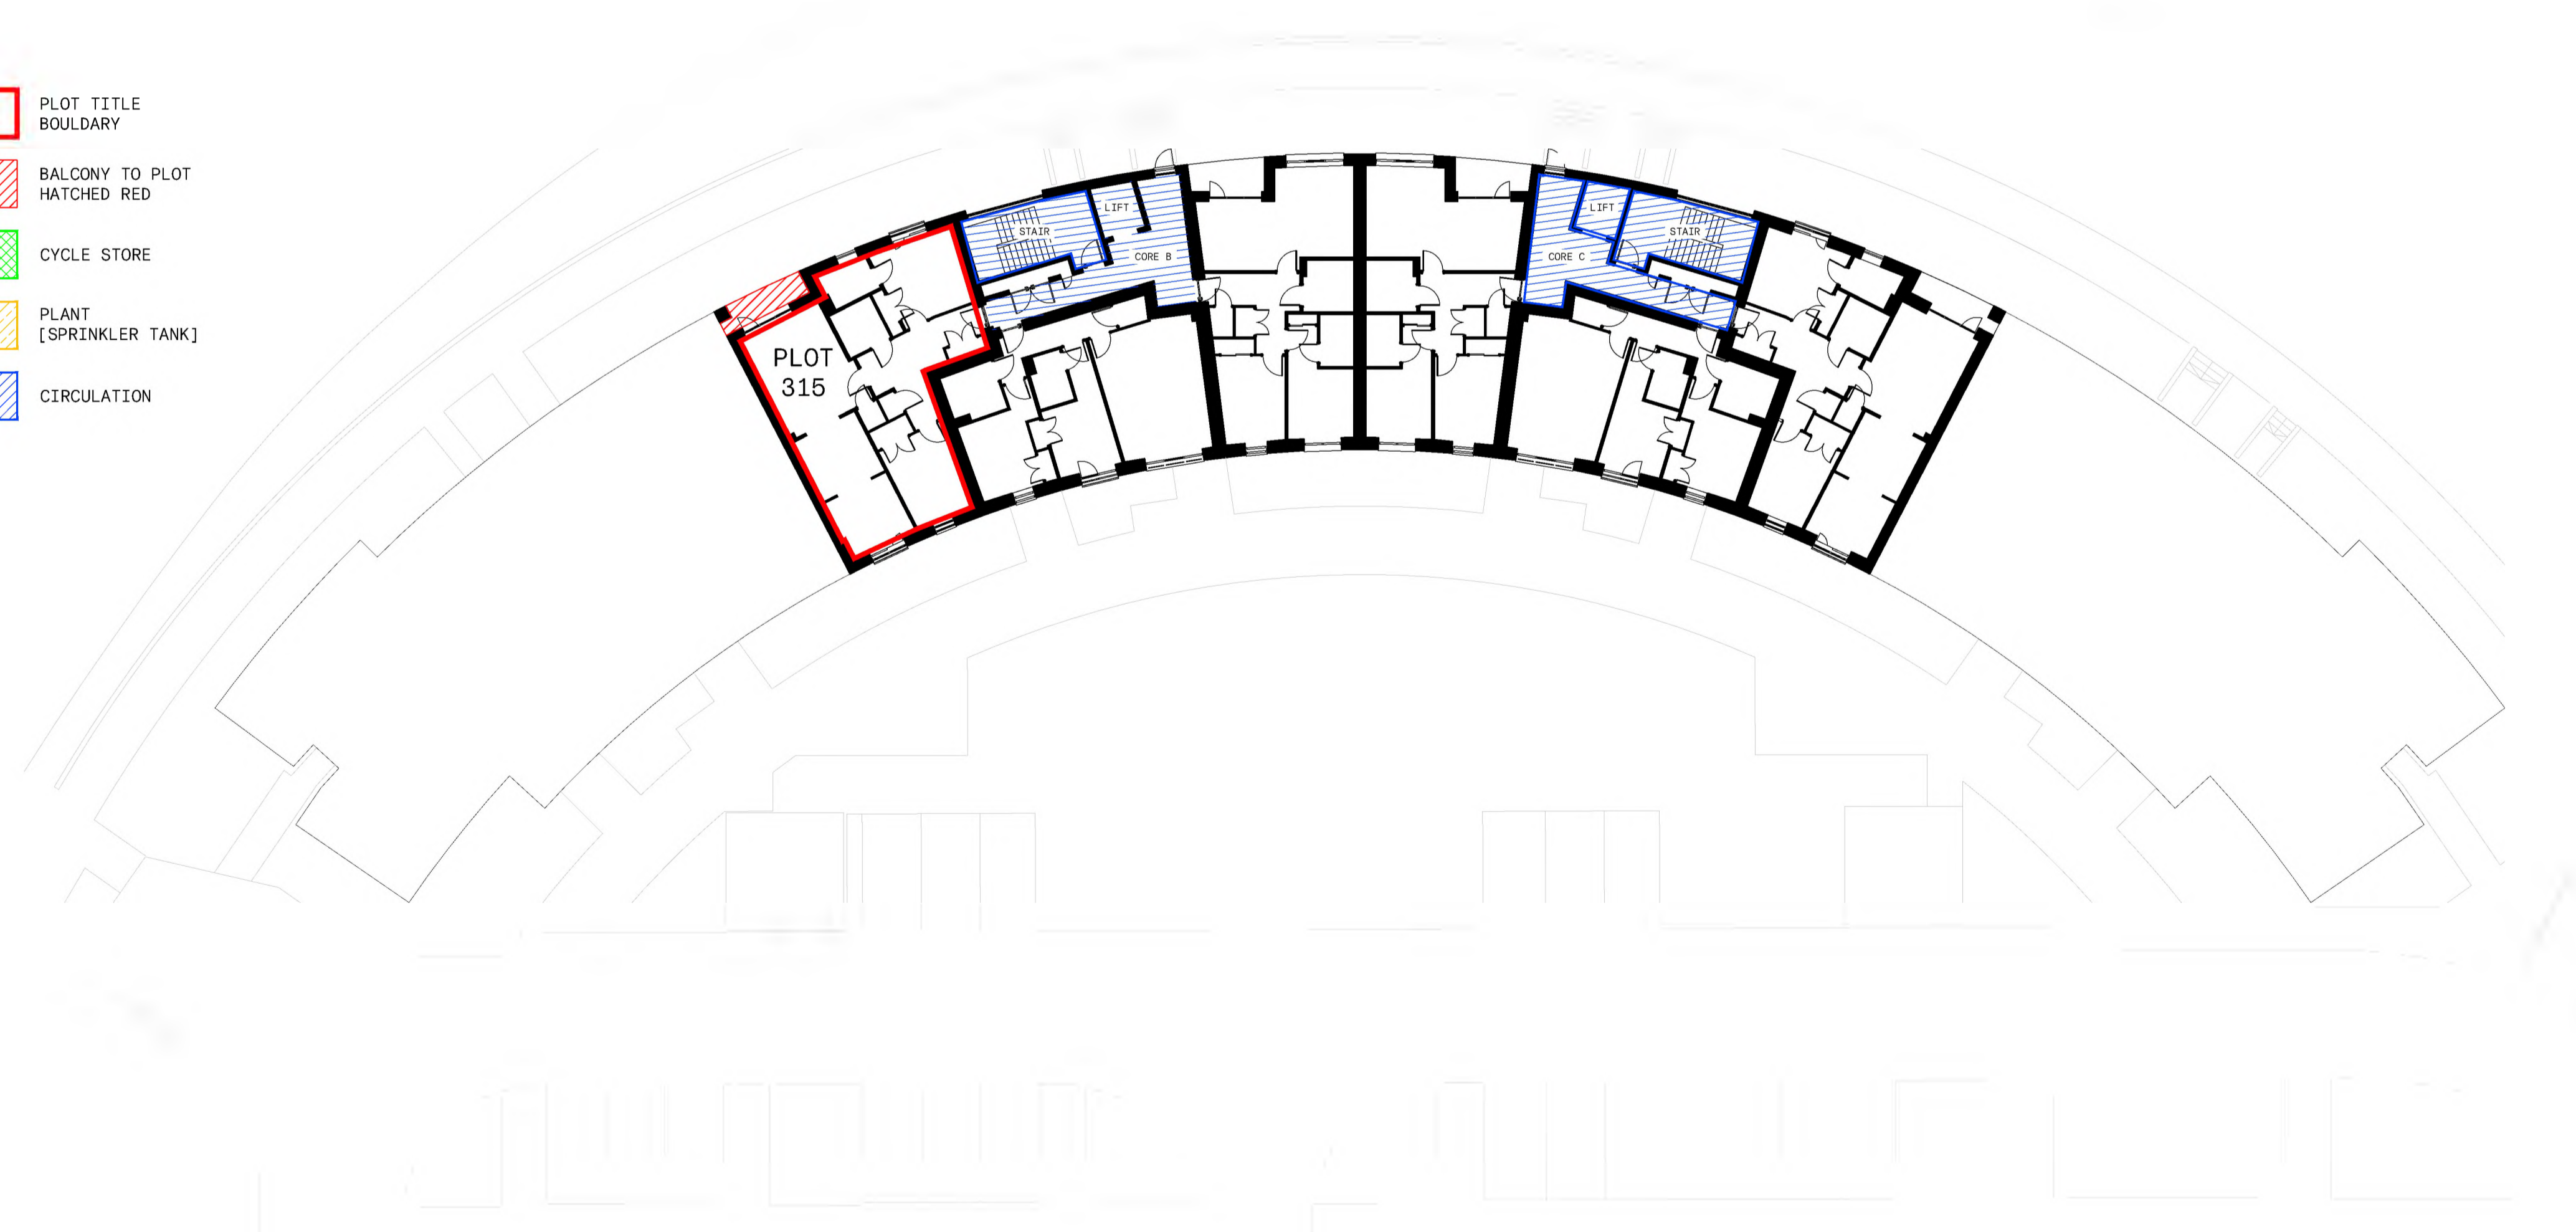 PLOT TITLE
BOULDARY
BALCONY TO PLOT
HATCHED RED
CYCLE STORE
PLANT
[SPRINKLER TANK]
CIRCULATION
PLOT
315
STAIR
LIFT
CORE B
LIFT
STAIR
CORE C